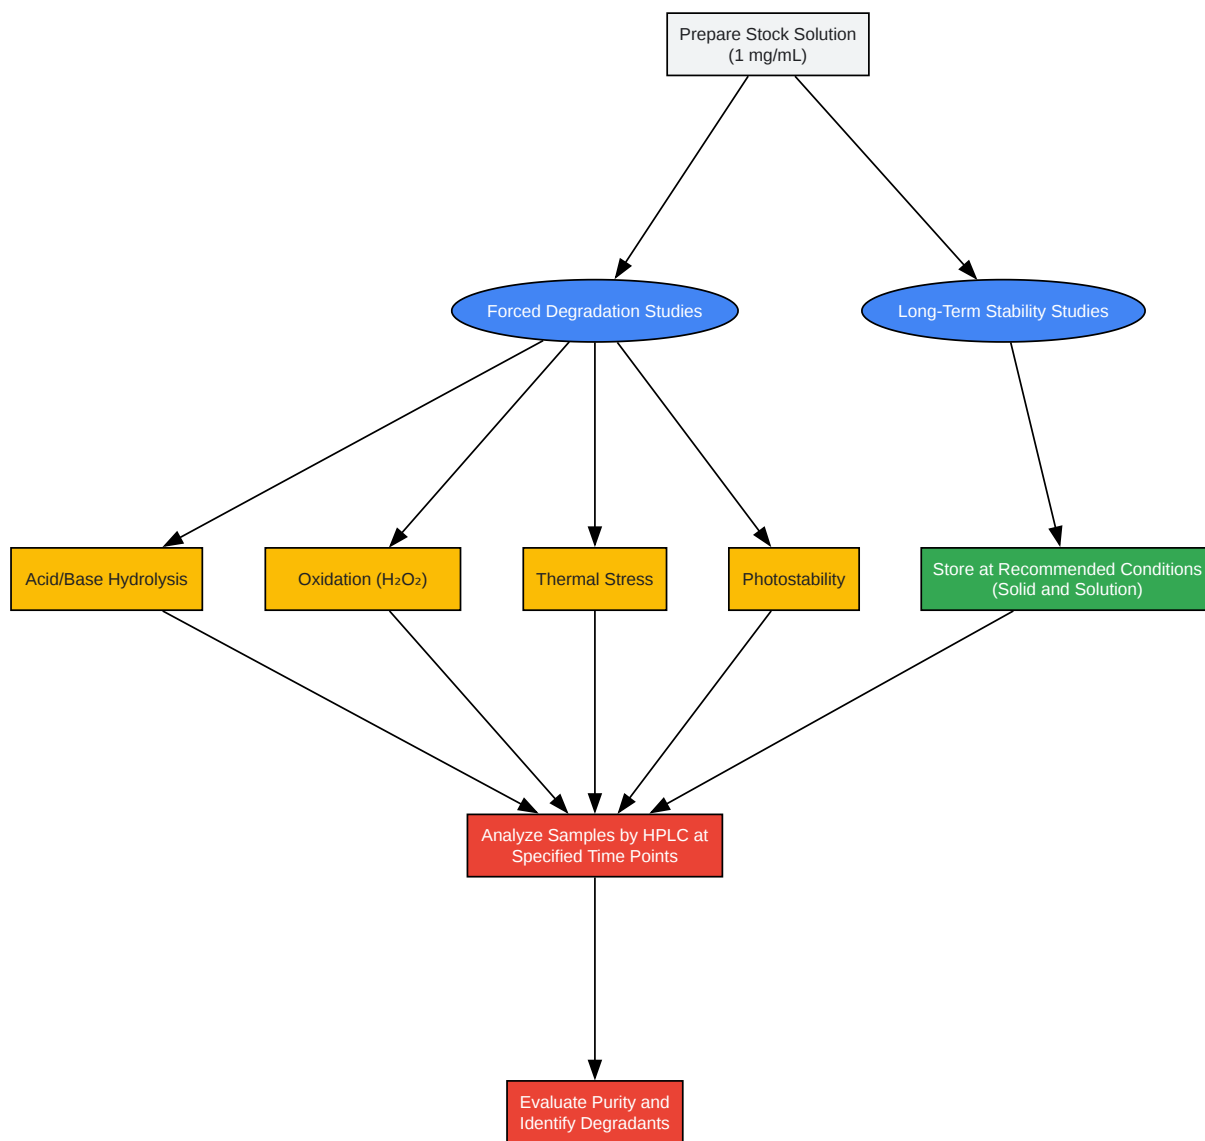 Prepare Stock Solution
(1 mg/mL)
Forced Degradation Studies
Long-Term Stability Studies
Acid/Base Hydrolysis
Oxidation (H₂O₂)
Thermal Stress
Photostability
Store at Recommended Conditions
(Solid and Solution)
Analyze Samples by HPLC at
Specified Time Points
Evaluate Purity and
Identify Degradants